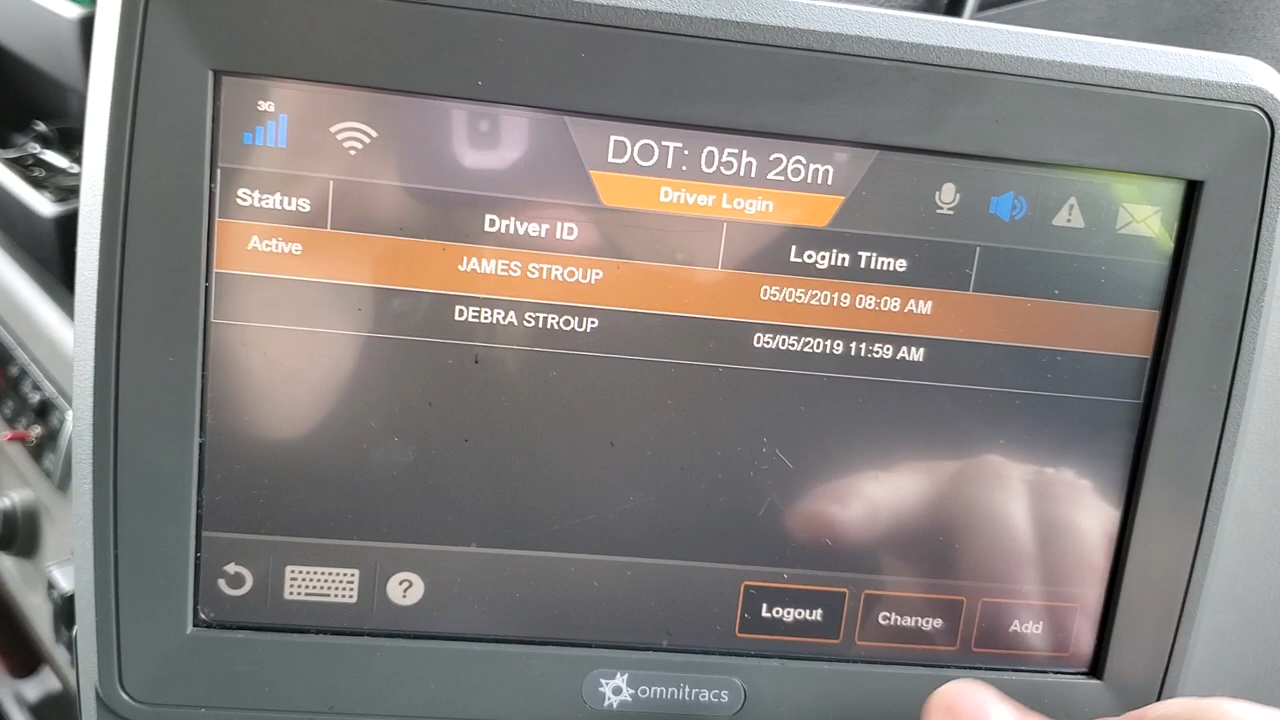 3G
DOT: 05h 26m
Driver Login
Status Driver ID Login Time
Active JAMES STROUP 05/05/2019 08:08 AM
DEBRA STROUP 05/05/2019 11:59 AM
?
Logout Change Add
omnitracs